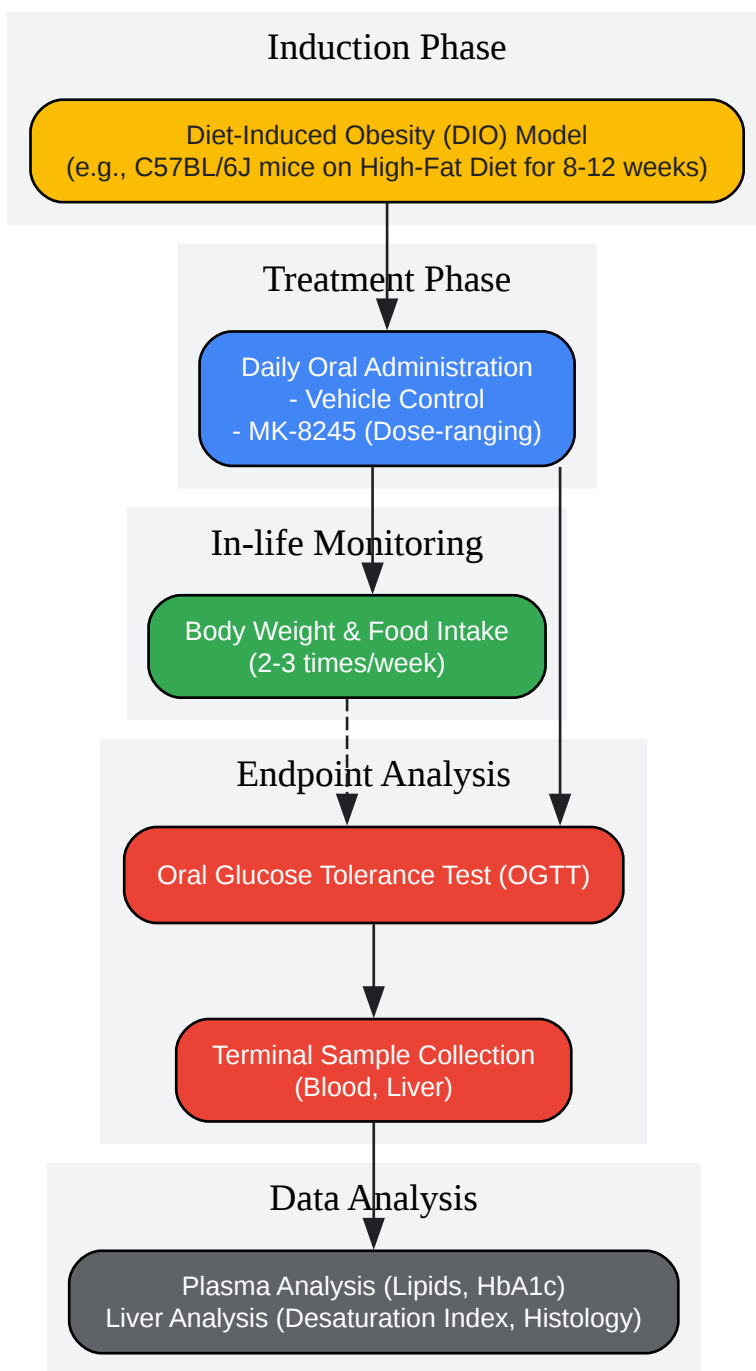 Induction Phase
Diet-Induced Obesity (DIO) Model
(e.g., C57BL/6J mice on High-Fat Diet for 8-12 weeks)
Treatment Phase
Daily Oral Administration
- Vehicle Control
- MK-8245 (Dose-ranging)
In-life Monitoring
Body Weight & Food Intake
(2-3 times/week)
Endpoint Analysis
Oral Glucose Tolerance Test (OGTT)
Terminal Sample Collection
(Blood, Liver)
Data Analysis
Plasma Analysis (Lipids, HbA1c)
Liver Analysis (Desaturation Index, Histology)